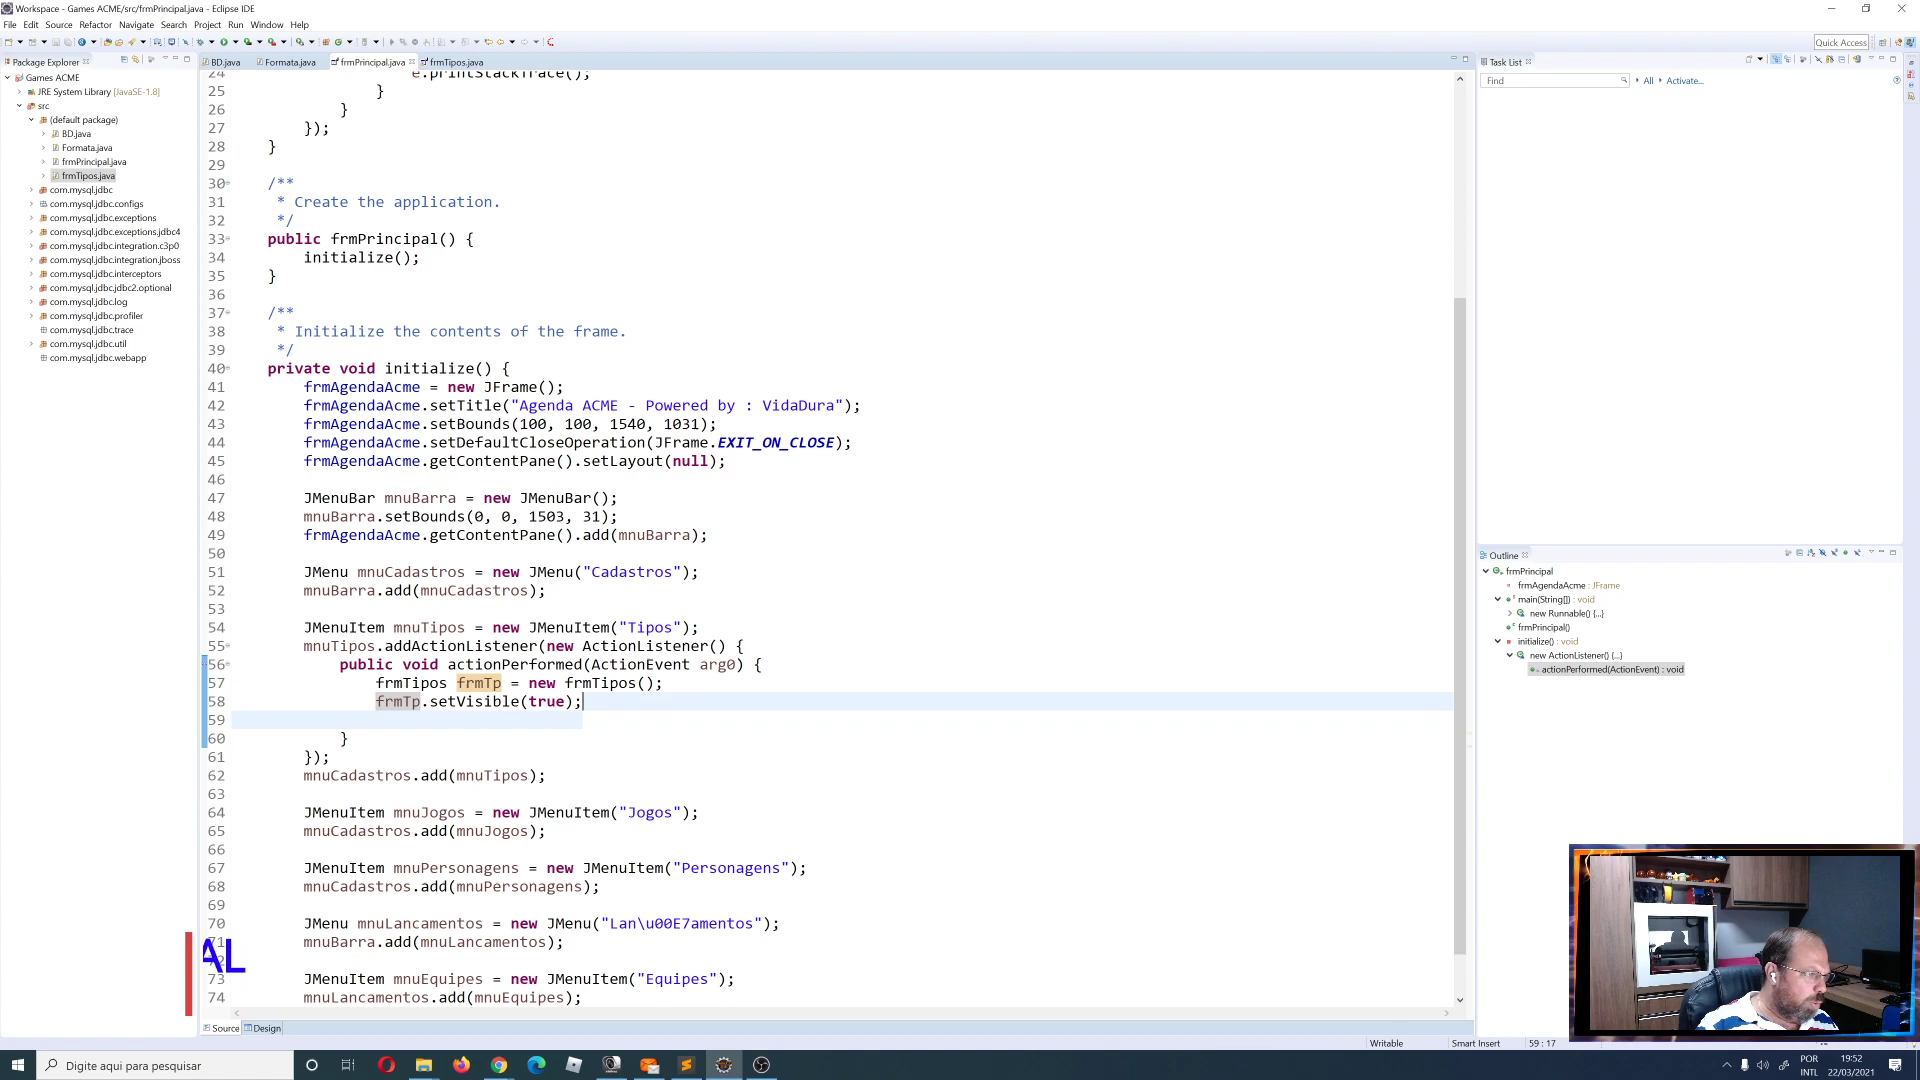 Workspace - Games ACME/src/frmPrincipal.java - Eclipse IDE
File Edit Source Refactor Navigate Search Project Run Window Help
Quick Access
Package Explorer
Games ACME
JRE System Library [JavaSE-1.8]
src
(default package)
BD.java
Formata.java
frmPrincipal.java
frmTipos.java
com.mysql.jdbc
com.mysql.jdbc.configs
com.mysql.jdbc.exceptions
com.mysql.jdbc.exceptions.jdbc4
com.mysql.jdbc.integration.c3p0
com.mysql.jdbc.integration.jboss
com.mysql.jdbc.interceptors
com.mysql.jdbc.jdbc2.optional
com.mysql.jdbc.log
com.mysql.jdbc.profiler
com.mysql.jdbc.trace
com.mysql.jdbc.util
com.mysql.jdbc.webapp
BD.java Formata.java frmPrincipal.java frmTipos.java
24 e.printStackTrace();
25 }
26 }
27 });
28 }
29
30 /**
31 * Create the application.
32 */
33 public frmPrincipal() {
34 initialize();
35 }
36
37 /**
38 * Initialize the contents of the frame.
39 */
40 private void initialize() {
41 frmAgendaAcme = new JFrame();
42 frmAgendaAcme.setTitle("Agenda ACME - Powered by : VidaDura");
43 frmAgendaAcme.setBounds(100, 100, 1540, 1031);
44 frmAgendaAcme.setDefaultCloseOperation(JFrame.EXIT_ON_CLOSE);
45 frmAgendaAcme.getContentPane().setLayout(null);
46
47 JMenuBar mnuBarra = new JMenuBar();
48 mnuBarra.setBounds(0, 0, 1503, 31);
49 frmAgendaAcme.getContentPane().add(mnuBarra);
50
51 JMenu mnuCadastros = new JMenu("Cadastros");
52 mnuBarra.add(mnuCadastros);
53
54 JMenuItem mnuTipos = new JMenuItem("Tipos");
55 mnuTipos.addActionListener(new ActionListener() {
56 public void actionPerformed(ActionEvent arg0) {
57 frmTipos frmTp = new frmTipos();
58 frmTp.setVisible(true);
59
60 }
61 });
62 mnuCadastros.add(mnuTipos);
63
64 JMenuItem mnuJogos = new JMenuItem("Jogos");
65 mnuCadastros.add(mnuJogos);
66
67 JMenuItem mnuPersonagens = new JMenuItem("Personagens");
68 mnuCadastros.add(mnuPersonagens);
69
70 JMenu mnuLancamentos = new JMenu("Lan\u00E7amentos");
71 mnuBarra.add(mnuLancamentos);
AL
73 JMenuItem mnuEquipes = new JMenuItem("Equipes");
74 mnuLancamentos.add(mnuEquipes);
Source Design
Task List
Find All Activate...
Outline
frmPrincipal
frmAgendaAcme : JFrame
main(String[]) : void
new Runnable() {...}
frmPrincipal()
initialize() : void
new ActionListener() {...}
actionPerformed(ActionEvent) : void
Writable Smart Insert 59 : 17
Digite aqui para pesquisar
POR
INTL
19:52
22/03/2021